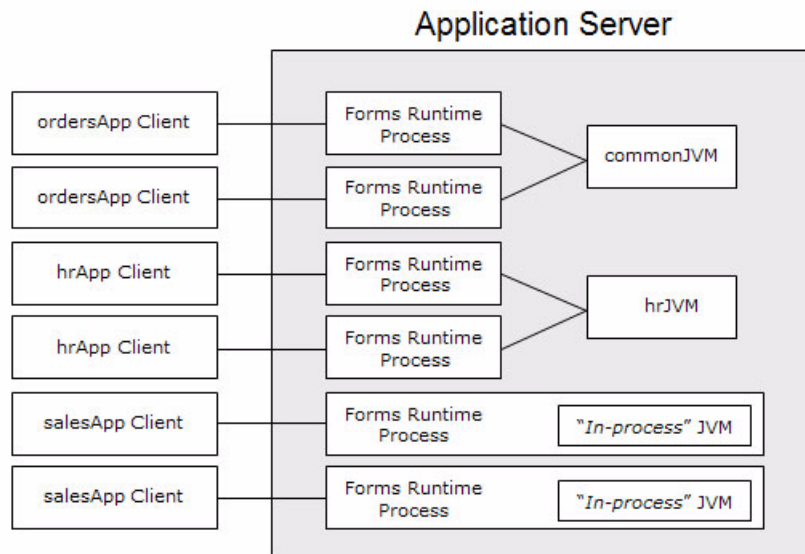 Application Server
ordersApp Client
Forms Runtime
Process
commonJVM
ordersApp Client
Forms Runtime
Process
hrApp Client
Forms Runtime
Process
hrJVM
hrApp Client
Forms Runtime
Process
salesApp Client
Forms Runtime
Process
"In-process" JVM
salesApp Client
Forms Runtime
Process
"In-process" JVM